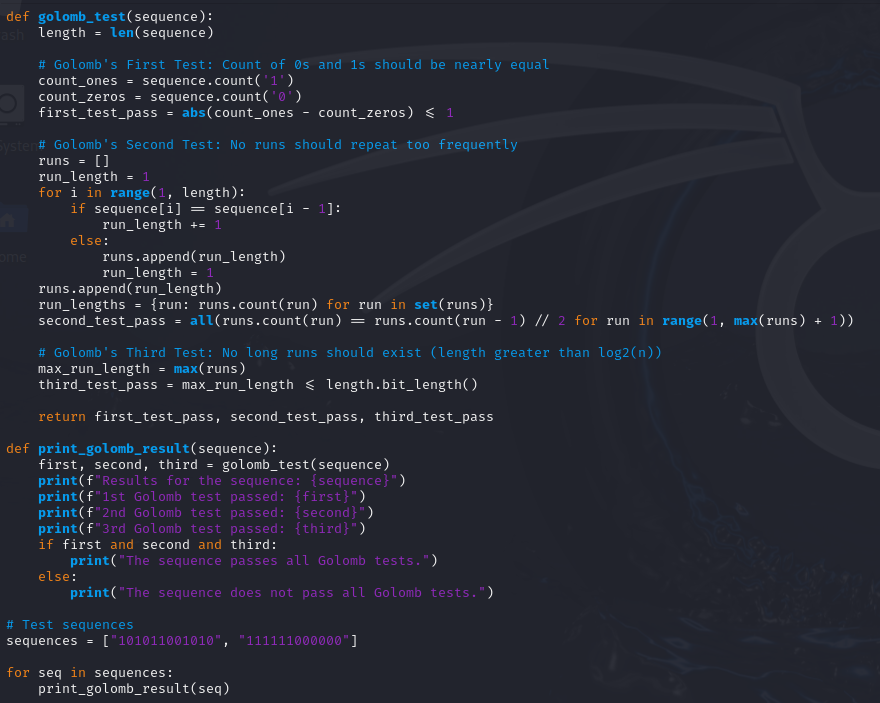 def golomb_test(sequence):
    length = len(sequence)

    # Golomb's First Test: Count of 0s and 1s should be nearly equal
    count_ones = sequence.count('1')
    count_zeros = sequence.count('0')
    first_test_pass = abs(count_ones - count_zeros) <= 1

    # Golomb's Second Test: No runs should repeat too frequently
    runs = []
    run_length = 1
    for i in range(1, length):
        if sequence[i] == sequence[i - 1]:
            run_length += 1
        else:
            runs.append(run_length)
            run_length = 1
    runs.append(run_length)
    run_lengths = {run: runs.count(run) for run in set(runs)}
    second_test_pass = all(runs.count(run) == runs.count(run - 1) // 2 for run in range(1, max(runs) + 1))

    # Golomb's Third Test: No long runs should exist (length greater than log2(n))
    max_run_length = max(runs)
    third_test_pass = max_run_length <= length.bit_length()

    return first_test_pass, second_test_pass, third_test_pass

def print_golomb_result(sequence):
    first, second, third = golomb_test(sequence)
    print(f"Results for the sequence: {sequence}")
    print(f"1st Golomb test passed: {first}")
    print(f"2nd Golomb test passed: {second}")
    print(f"3rd Golomb test passed: {third}")
    if first and second and third:
        print("The sequence passes all Golomb tests.")
    else:
        print("The sequence does not pass all Golomb tests.")

# Test sequences
sequences = ["101011001010", "111111000000"]

for seq in sequences:
    print_golomb_result(seq)